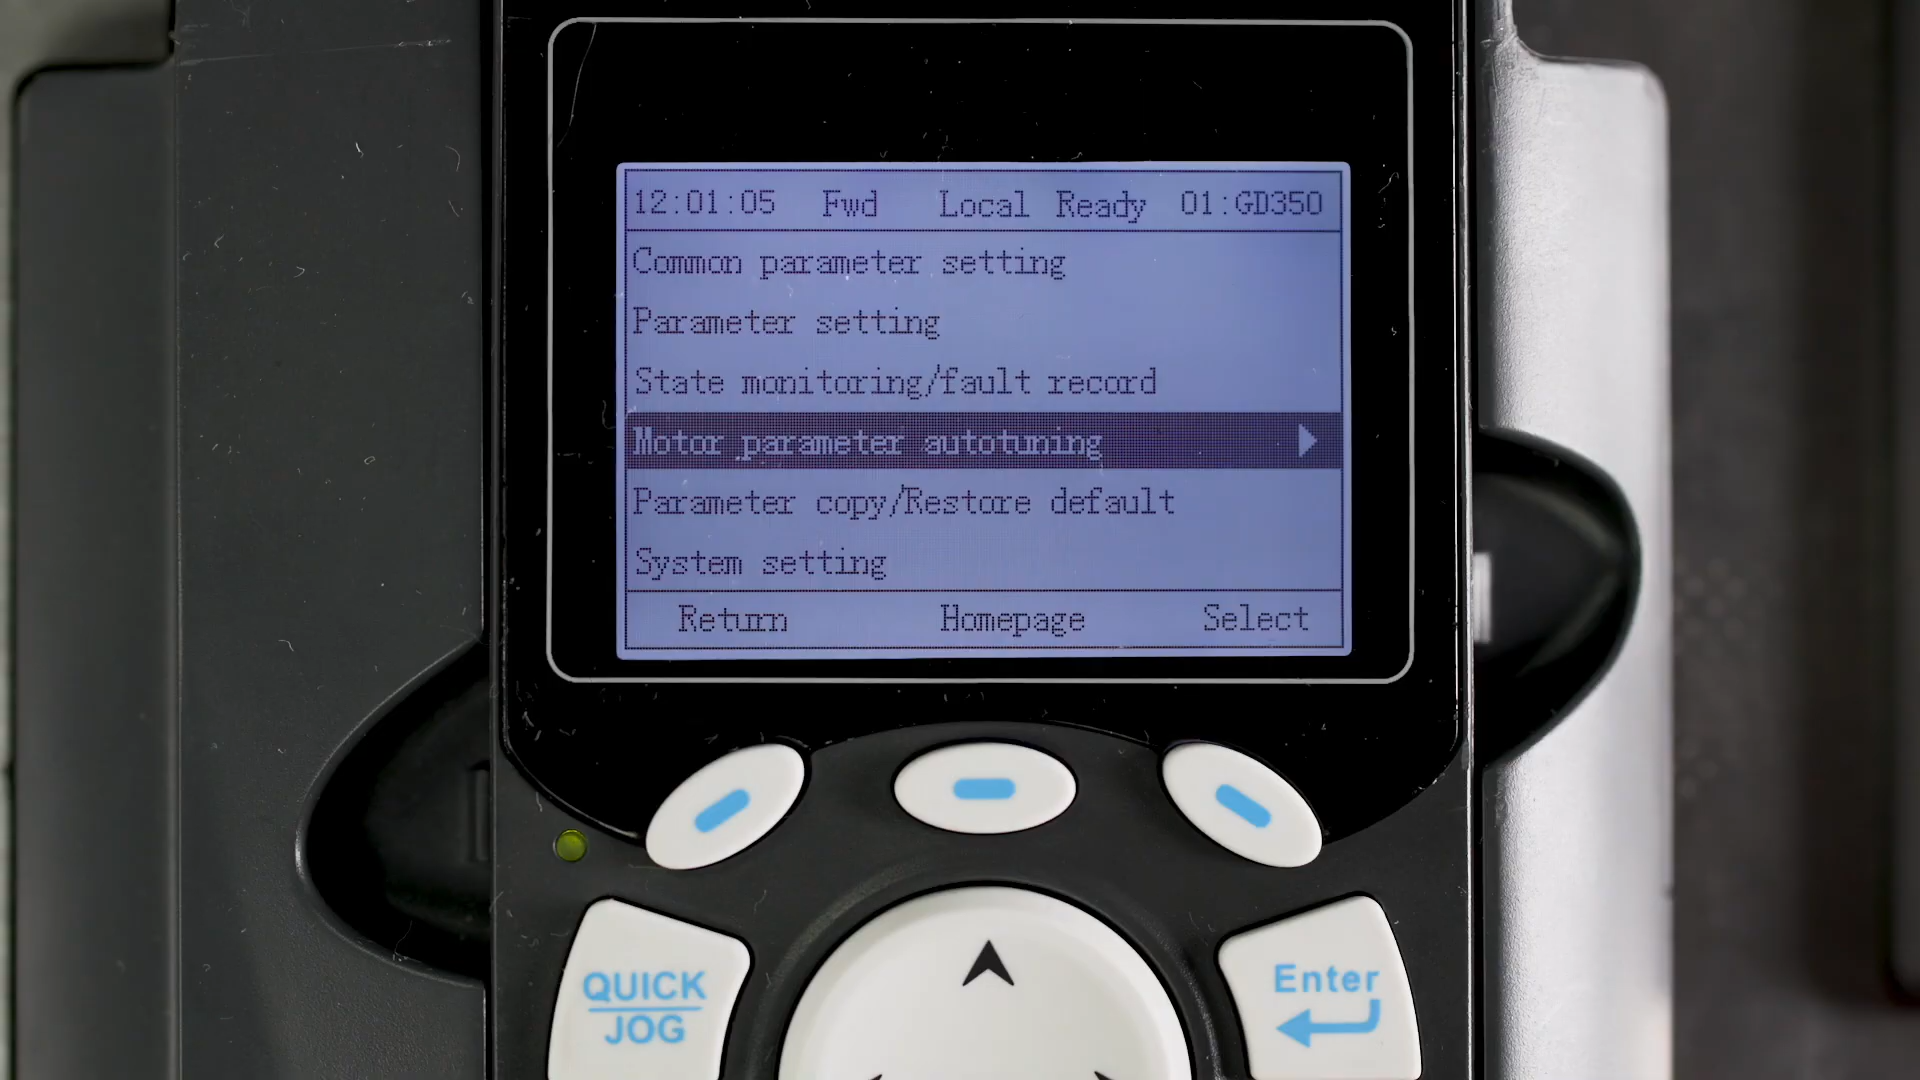 12:01:05 Fwd Local Ready 01:GD350
Common parameter setting
Parameter setting
State monitoring/fault record
Motor parameter autotuning
Parameter copy/Restore default
System setting
Return Homepage Select
QUICK
JOG
Enter